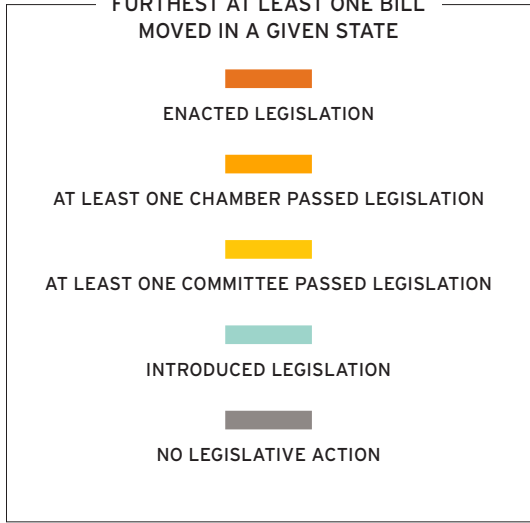 FURTHEST AT LEAST ONE BILL
MOVED IN A GIVEN STATE
ENACTED LEGISLATION
AT LEAST ONE CHAMBER PASSED LEGISLATION
AT LEAST ONE COMMITTEE PASSED LEGISLATION
INTRODUCED LEGISLATION
NO LEGISLATIVE ACTION